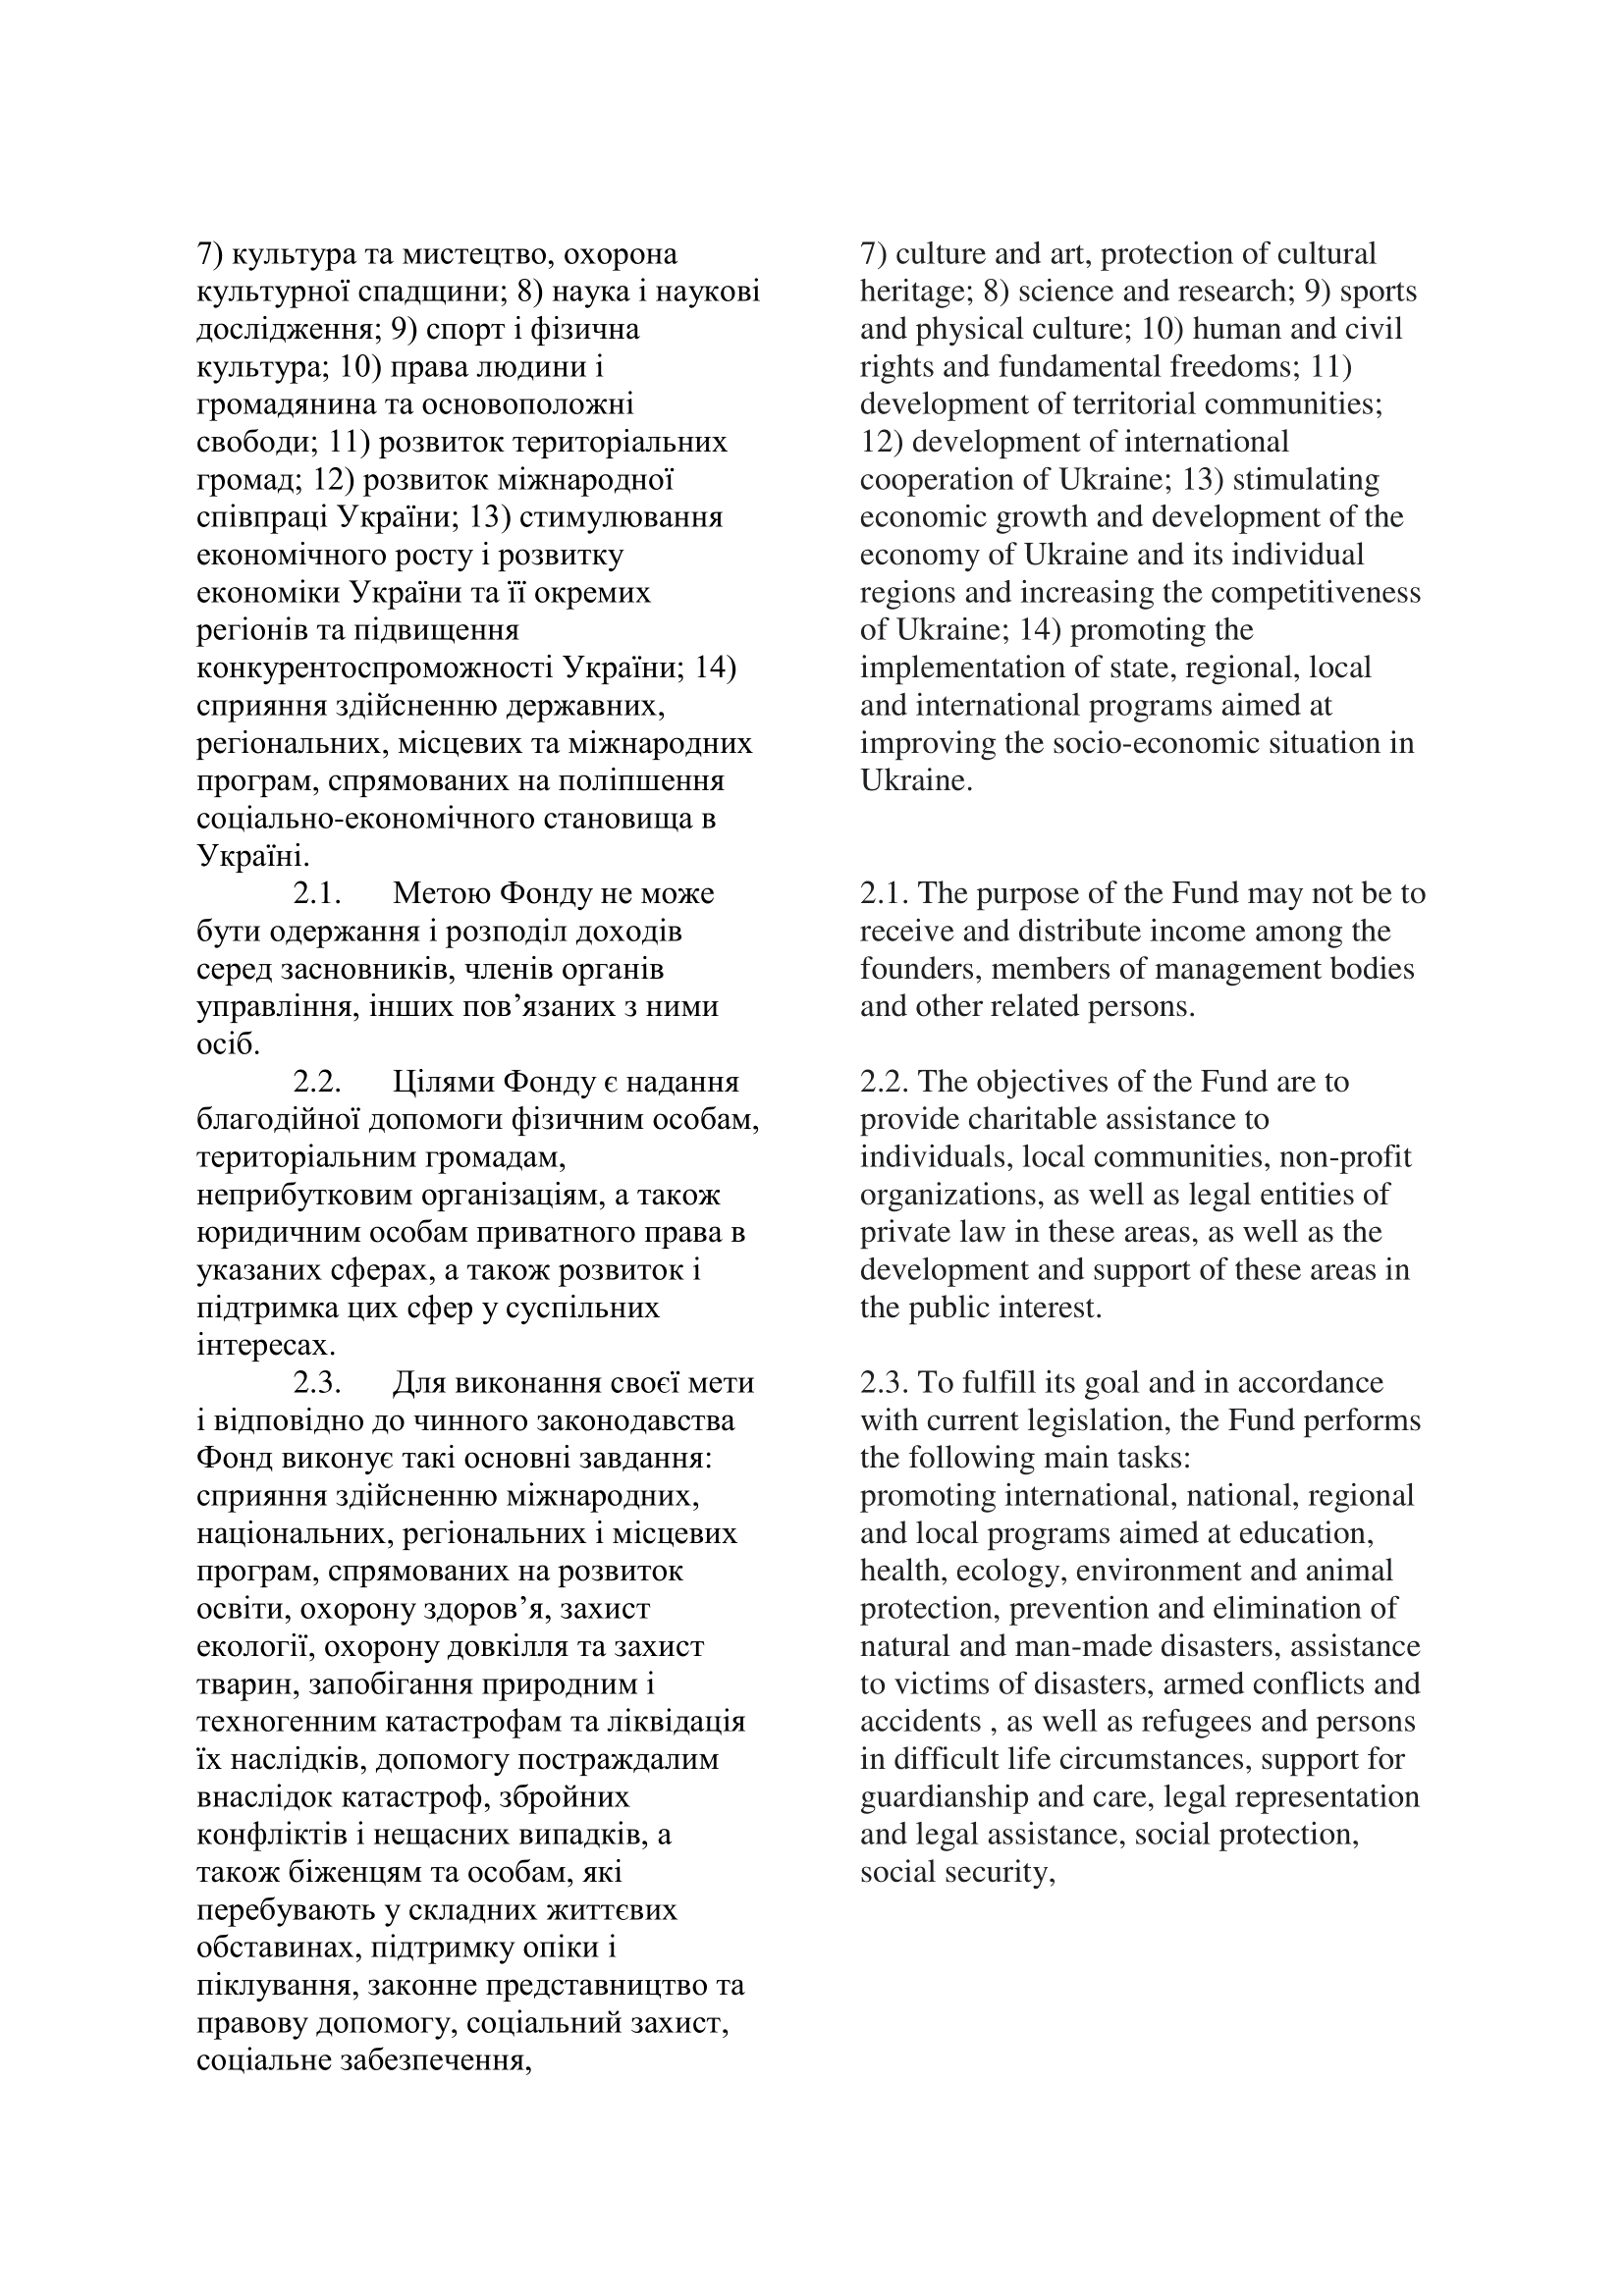 7) культура та мистецтво, охорона
культурної спадщини; 8) наука і наукові
дослідження; 9) спорт і фізична
культура; 10) права людини і
громадянина та основоположні
свободи; 11) розвиток територіальних
громад; 12) розвиток міжнародної
співпраці України; 13) стимулювання
економічного росту і розвитку
економіки України та її окремих
регіонів та підвищення
конкурентоспроможності України; 14)
сприяння здійсненню державних,
регіональних, місцевих та міжнародних
програм, спрямованих на поліпшення
соціально-економічного становища в
Україні.
2.1. Метою Фонду не може
бути одержання і розподіл доходів
серед засновників, членів органів
управління, інших пов’язаних з ними
осіб.
2.2. Цілями Фонду є надання
благодійної допомоги фізичним особам,
територіальним громадам,
неприбутковим організаціям, а також
юридичним особам приватного права в
указаних сферах, а також розвиток і
підтримка цих сфер у суспільних
інтересах.
2.3. Для виконання своєї мети
і відповідно до чинного законодавства
Фонд виконує такі основні завдання:
сприяння здійсненню міжнародних,
національних, регіональних і місцевих
програм, спрямованих на розвиток
освіти, охорону здоров’я, захист
екології, охорону довкілля та захист
тварин, запобігання природним і
техногенним катастрофам та ліквідація
їх наслідків, допомогу постраждалим
внаслідок катастроф, збройних
конфліктів і нещасних випадків, а
також біженцям та особам, які
перебувають у складних життєвих
обставинах, підтримку опіки і
піклування, законне представництво та
правову допомогу, соціальний захист,
соціальне забезпечення,
7) culture and art, protection of cultural
heritage; 8) science and research; 9) sports
and physical culture; 10) human and civil
rights and fundamental freedoms; 11)
development of territorial communities;
12) development of international
cooperation of Ukraine; 13) stimulating
economic growth and development of the
economy of Ukraine and its individual
regions and increasing the competitiveness
of Ukraine; 14) promoting the
implementation of state, regional, local
and international programs aimed at
improving the socio-economic situation in
Ukraine.
2.1. The purpose of the Fund may not be to
receive and distribute income among the
founders, members of management bodies
and other related persons.
2.2. The objectives of the Fund are to
provide charitable assistance to
individuals, local communities, non-profit
organizations, as well as legal entities of
private law in these areas, as well as the
development and support of these areas in
the public interest.
2.3. To fulfill its goal and in accordance
with current legislation, the Fund performs
the following main tasks:
promoting international, national, regional
and local programs aimed at education,
health, ecology, environment and animal
protection, prevention and elimination of
natural and man-made disasters, assistance
to victims of disasters, armed conflicts and
accidents , as well as refugees and persons
in difficult life circumstances, support for
guardianship and care, legal representation
and legal assistance, social protection,
social security,